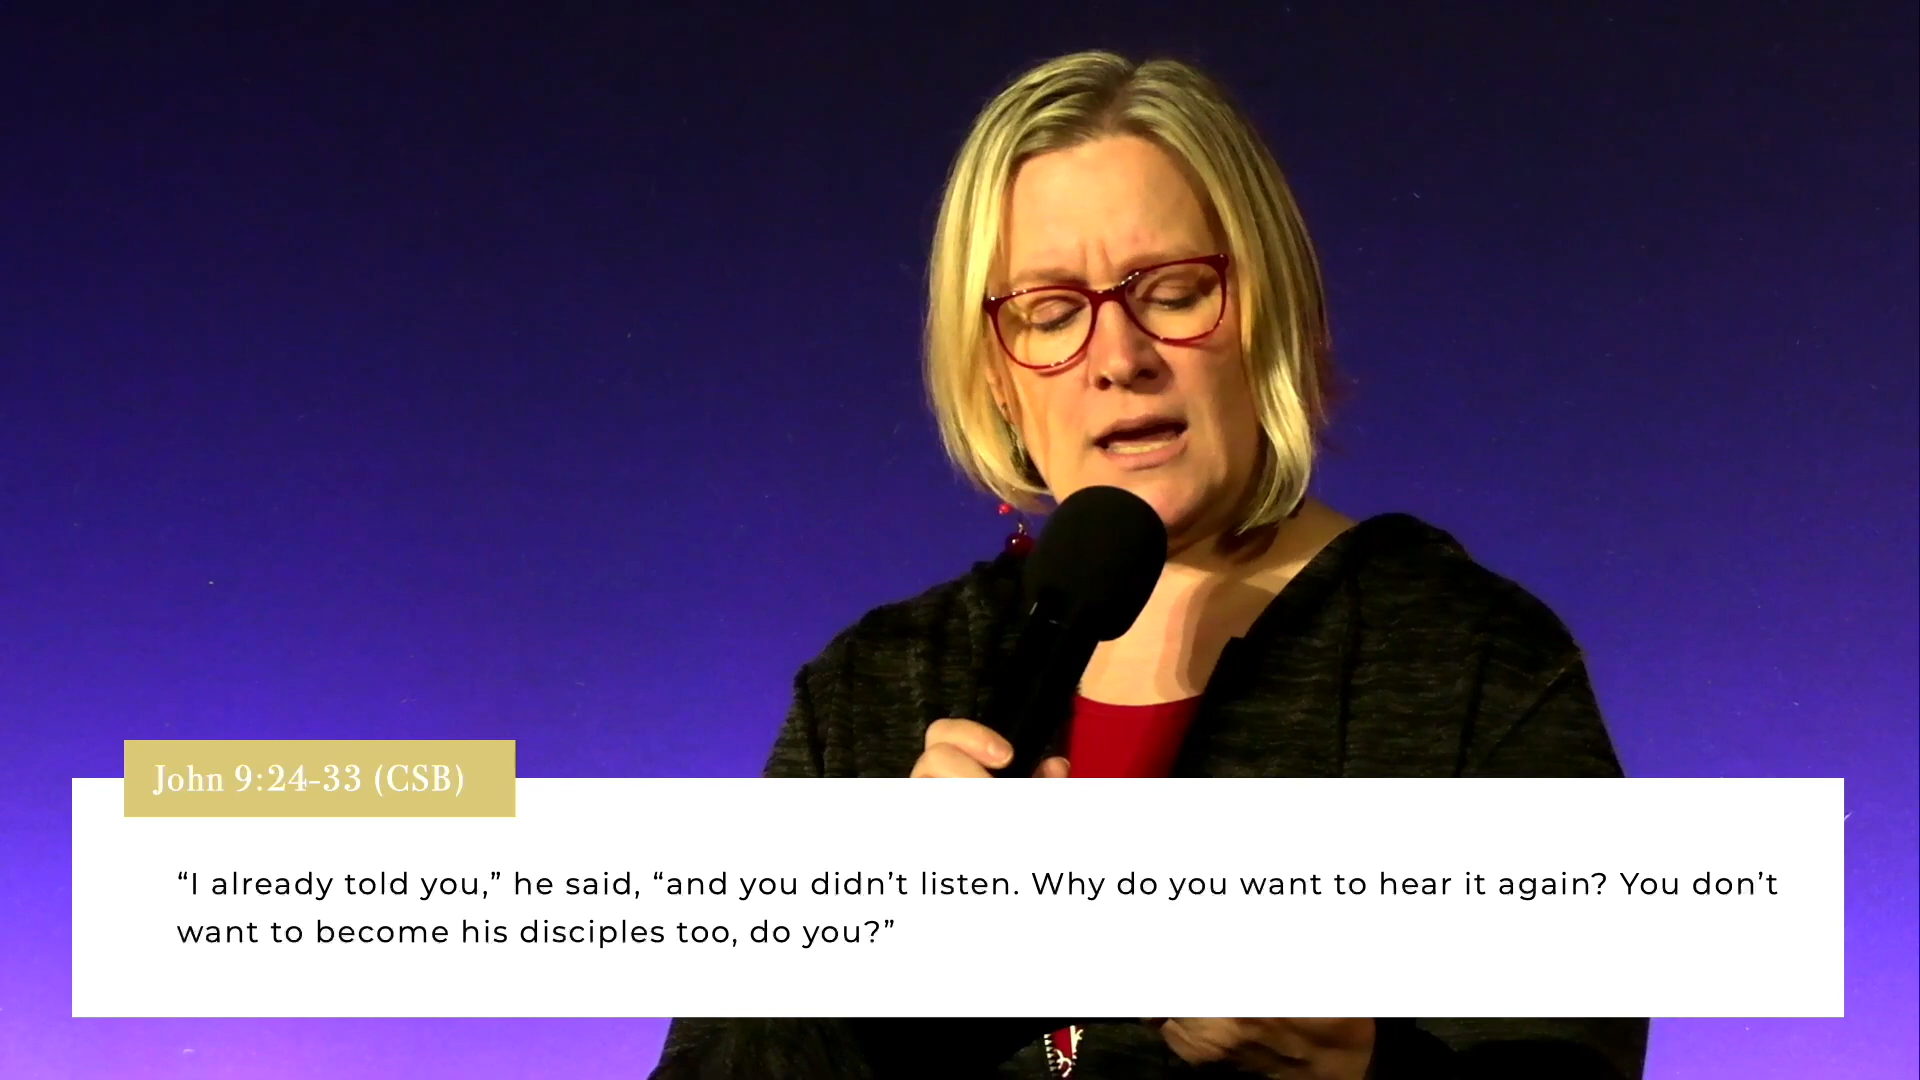 John 9:24-33 (CSB)
“I already told you,” he said, “and you didn’t listen. Why do you want to hear it again? You don’t
want to become his disciples too, do you?”